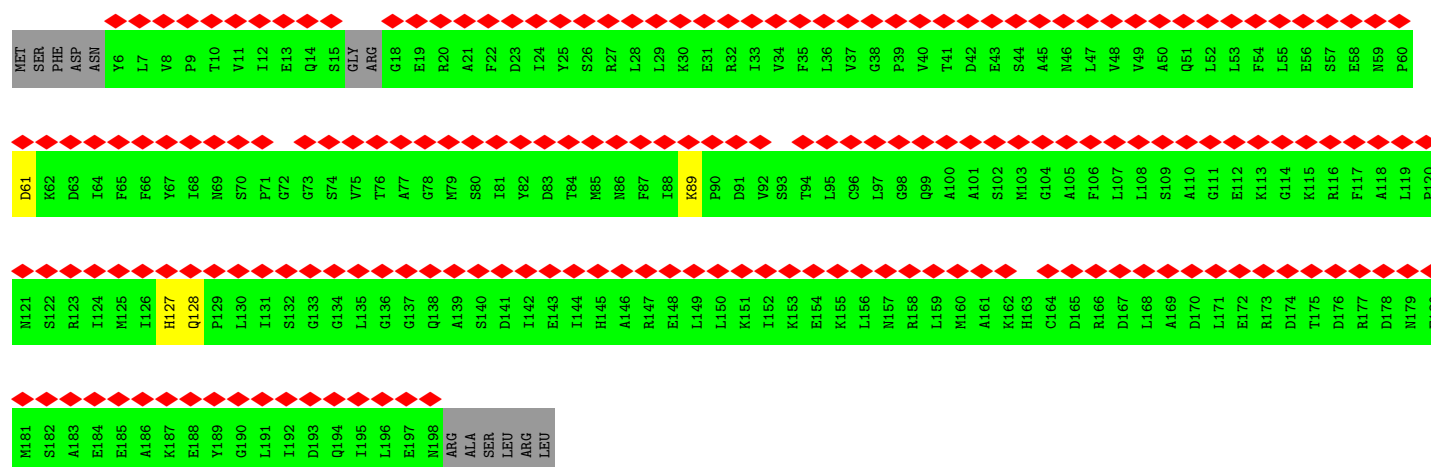 MET SER PHE ASP ASN Y6 L7 V8 P9 T10 V11 I12 E13 Q14 S15 GLY ARG G18 E19 R20 A21 F22 D23 I24 Y25 S26 R27 L28 L29 K30 E31 R32 I33 V34 F35 L36 V37 G38 P39 V40 T41 D42 E43 S44 A45 N46 L47 V48 V49 A50 Q51 L52 L53 F54 L55 E56 S57 E58 N59 P60
D61 K62 D63 I64 F65 F66 Y67 I68 N69 S70 P71 G72 G73 S74 V75 T76 A77 G78 M79 S80 I81 Y82 D83 T84 M85 N86 F87 I88 K89 P90 D91 V92 S93 T94 L95 C96 L97 G98 Q99 A100 A101 S102 M103 G104 A105 F106 L107 L108 S109 A110 G111 E112 K113 G114 K115 R116 F117 A118 L119 P120
N121 S122 R123 I124 M125 I126 H127 Q128 P129 L130 I131 S132 G133 G134 L135 G136 G137 Q138 A139 S140 D141 I142 E143 I144 H145 A146 R147 E148 L149 L150 K151 I152 K153 E154 K155 L156 N157 R158 L159 M160 A161 K162 H163 C164 D165 R166 D167 L168 A169 D170 L171 E172 R173 D174 T175 D176 R177 D178 N179
M181 S182 A183 E184 E185 A186 K187 E188 Y189 G190 L191 I192 D193 Q194 I195 L196 E197 N198 ARG ALA SER LEU ARG LEU